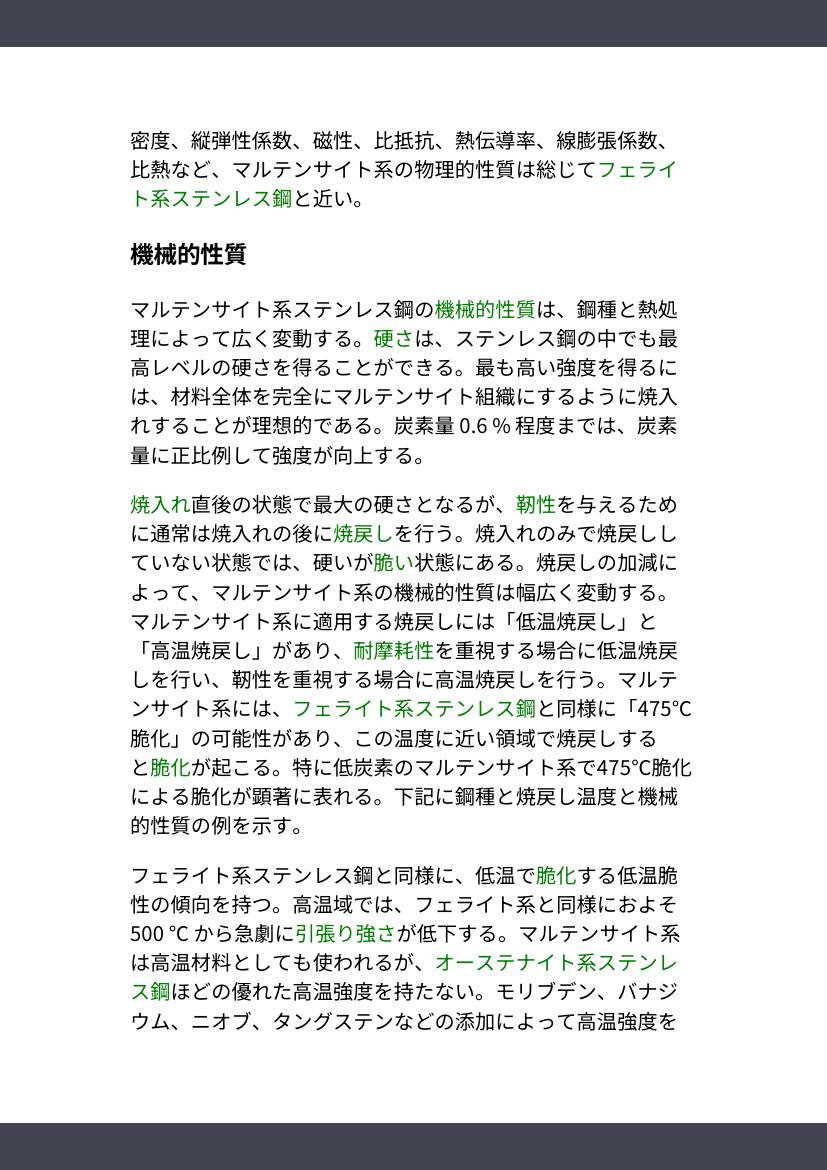 密度、縦弾性係数、磁性、比抵抗、熱伝導率、線膨張係数、
比熱など、マルテンサイト系の物理的性質は総じてフェライ
ト系ステンレス鋼と近い。
機械的性質
マルテンサイト系ステンレス鋼の機械的性質は、鋼種と熱処
理によって広く変動する。硬さは、ステンレス鋼の中でも最
高レベルの硬さを得ることができる。最も高い強度を得るに
は、材料全体を完全にマルテンサイト組織にするように焼入
れすることが理想的である。炭素量 0.6 % 程度までは、炭素
量に正比例して強度が向上する。
焼入れ直後の状態で最大の硬さとなるが、靭性を与えるため
に通常は焼入れの後に焼戻しを行う。焼入れのみで焼戻しし
ていない状態では、硬いが脆い状態にある。焼戻しの加減に
よって、マルテンサイト系の機械的性質は幅広く変動する。
マルテンサイト系に適用する焼戻しには「低温焼戻し」と
「高温焼戻し」があり、耐摩耗性を重視する場合に低温焼戻
しを行い、靭性を重視する場合に高温焼戻しを行う。マルテ
ンサイト系には、フェライト系ステンレス鋼と同様に「475℃
脆化」の可能性があり、この温度に近い領域で焼戻しする
と脆化が起こる。特に低炭素のマルテンサイト系で475℃脆化
による脆化が顕著に表れる。下記に鋼種と焼戻し温度と機械
的性質の例を示す。
フェライト系ステンレス鋼と同様に、低温で脆化する低温脆
性の傾向を持つ。高温域では、フェライト系と同様におよそ
500 ℃ から急劇に引張り強さが低下する。マルテンサイト系
は高温材料としても使われるが、オーステナイト系ステンレ
ス鋼ほどの優れた高温強度を持たない。モリブデン、バナジ
ウム、ニオブ、タングステンなどの添加によって高温強度を